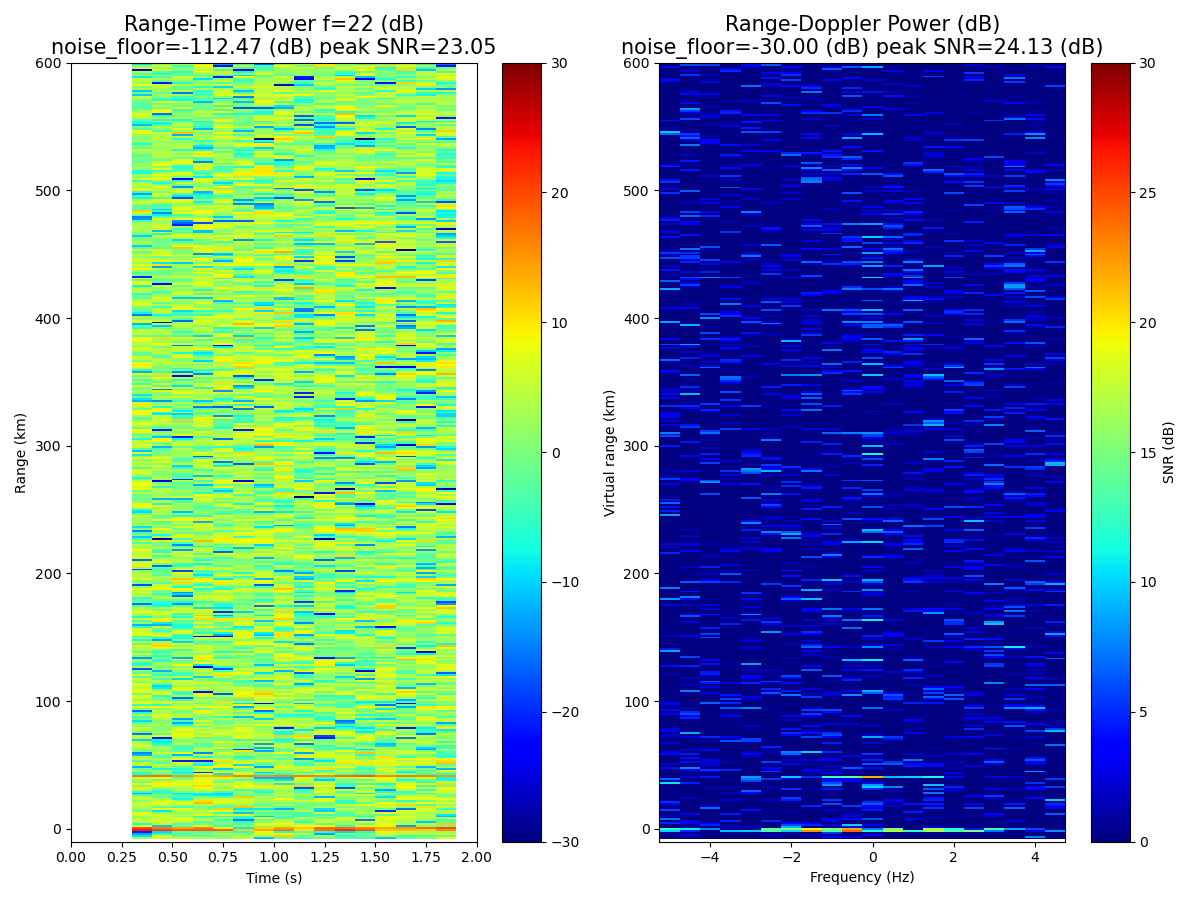 Range-Time Power f=22 (dB)
noise_floor=-112.47 (dB) peak SNR=23.05
600
500
400
300
200
100
0
Range (km)
0.00 0.25 0.50 0.75 1.00 1.25 1.50 1.75 2.00
Time (s)
30
20
10
0
−10
−20
−30
Range-Doppler Power (dB)
noise_floor=-30.00 (dB) peak SNR=24.13 (dB)
600
500
400
300
200
100
0
Virtual range (km)
−4 −2 0 2 4
Frequency (Hz)
30
25
20
15
10
5
0
SNR (dB)